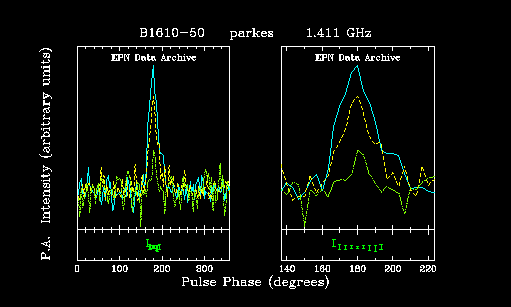 B1610-50 parkes 1.411 GHz
EPN Data Archive EPN Data Archive
P.A. Intensity (arbitrary units)
0 100 200 300 140 160 180 200 220
Pulse Phase (degrees)